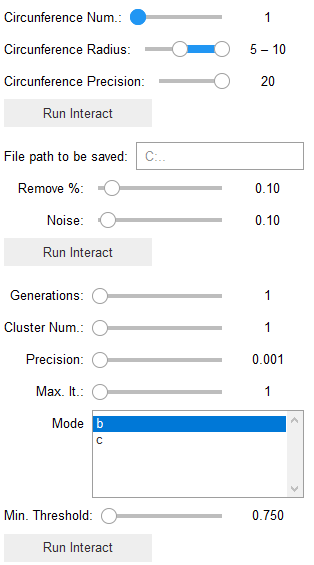 Circunference Num.: 1
Circunference Radius: 5 – 10
Circunference Precision: 20
Run Interact
File path to be saved: C:..
Remove %: 0.10
Noise: 0.10
Run Interact
Generations: 1
Cluster Num.: 1
Precision: 0.001
Max. It.: 1
Mode b
c
Min. Threshold: 0.750
Run Interact